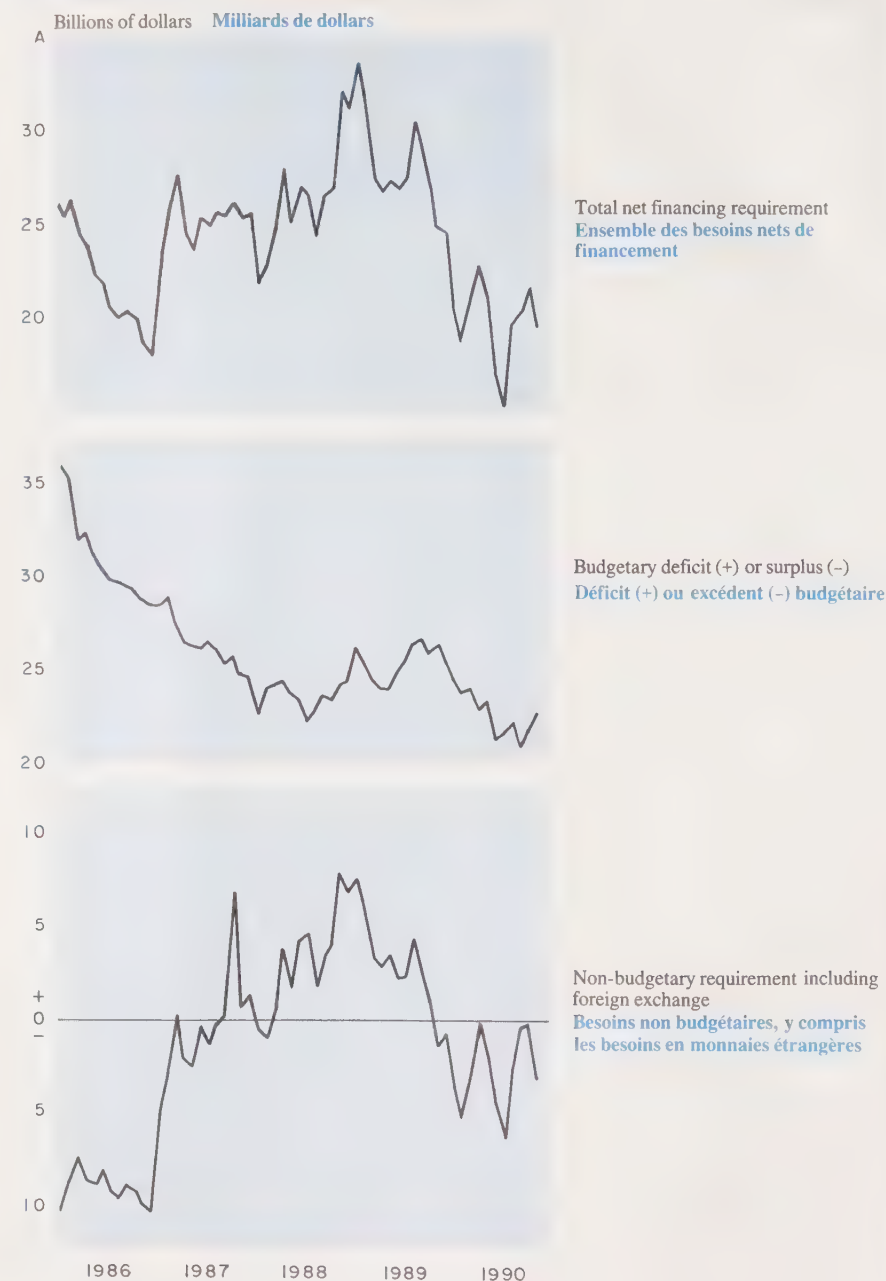 Billions of dollars Milliards de dollars
A
30
25
20
Total net financing requirement
Ensemble des besoins nets de
financement
35
30
25
20
Budgetary deficit (+) or surplus (-)
Déficit (+) ou excédent (-) budgétaire
10
5
+
0
-
5
10
Non-budgetary requirement including
foreign exchange
Besoins non budgétaires, y compris
les besoins en monnaies étrangères
1986 1987 1988 1989 1990